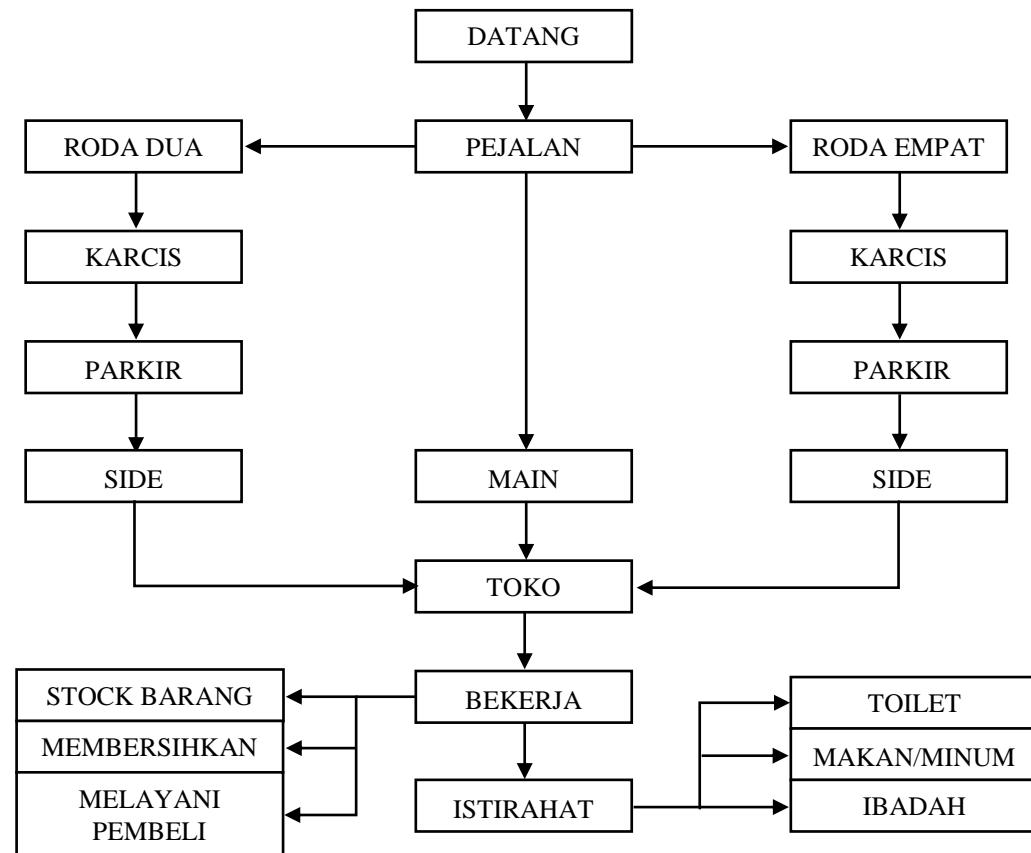 DATANG
RODA DUA
PEJALAN
RODA EMPAT
KARCIS
KARCIS
PARKIR
PARKIR
SIDE
MAIN
SIDE
TOKO
STOCK BARANG
BEKERJA
TOILET
MEMBERSIHKAN
MAKAN/MINUM
MELAYANI
PEMBELI
ISTIRAHAT
IBADAH